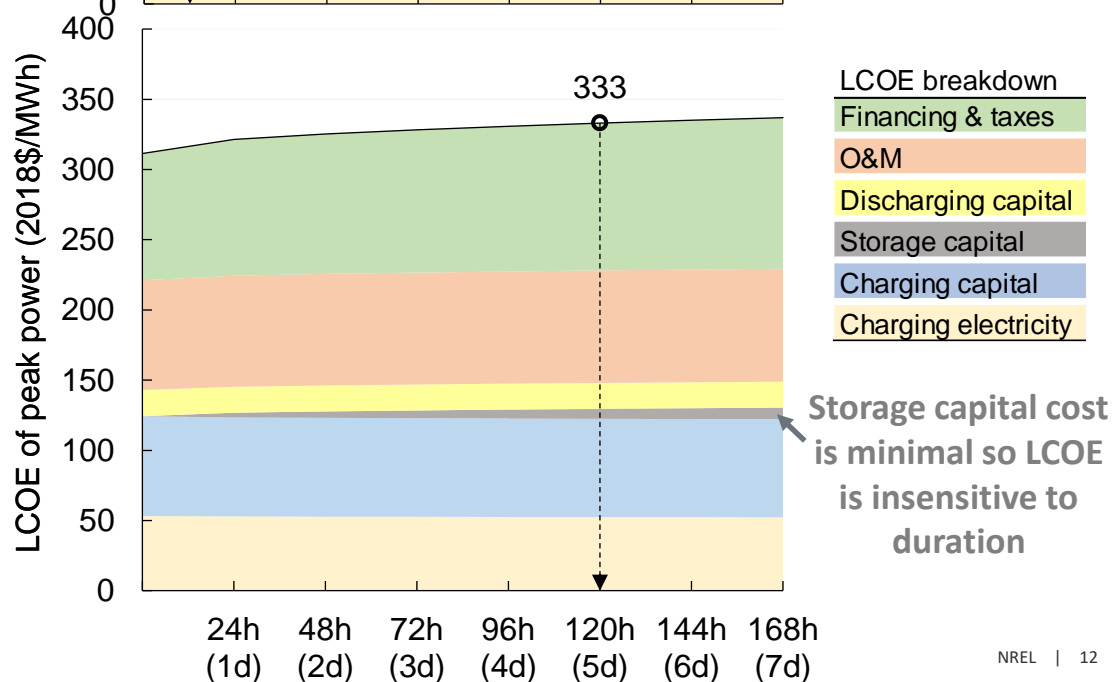 0
400
350
300
250
200
150
100
50
0
LCOE of peak power (2018$/MWh)
333
24h 48h 72h 96h 120h 144h 168h
(1d) (2d) (3d) (4d) (5d) (6d) (7d)
LCOE breakdown
Financing & taxes
O&M
Discharging capital
Storage capital
Charging capital
Charging electricity
Storage capital cost
is minimal so LCOE
is insensitive to
duration
NREL | 12